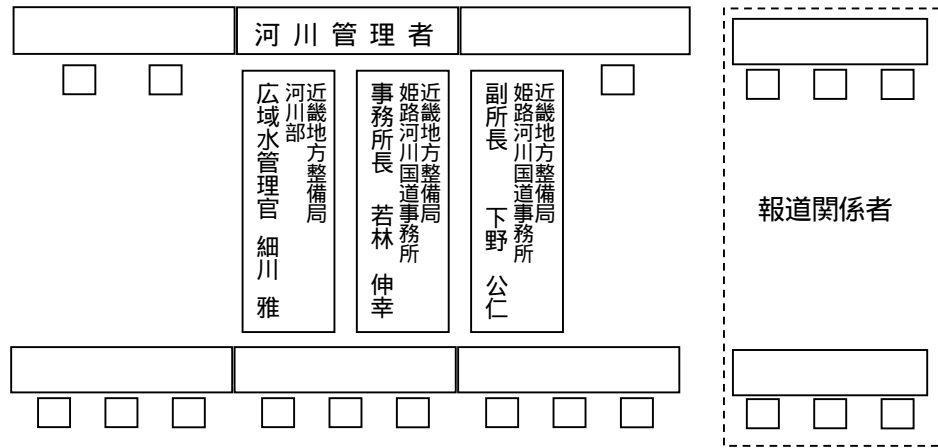 河川管理者
近畿地方整備局
河川部
広域水管理官 細川 雅
近畿地方整備局
姫路河川国道事務所
事務所長 若林 伸幸
近畿地方整備局
姫路河川国道事務所
副所長 下野 公仁
報道関係者